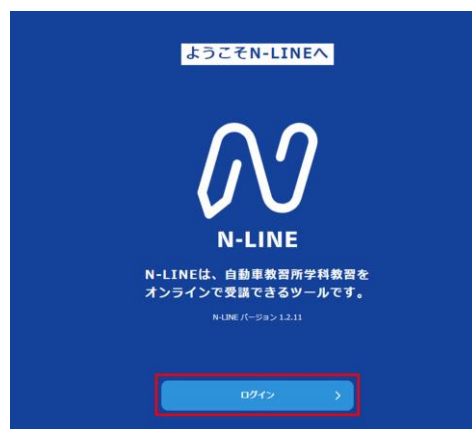 ようこそN-LINEへ
N-LINE
N-LINEは、自動車教習所学科教習を
オンラインで受講できるツールです。
N-LINE バージョン 1.2.11
ログイン